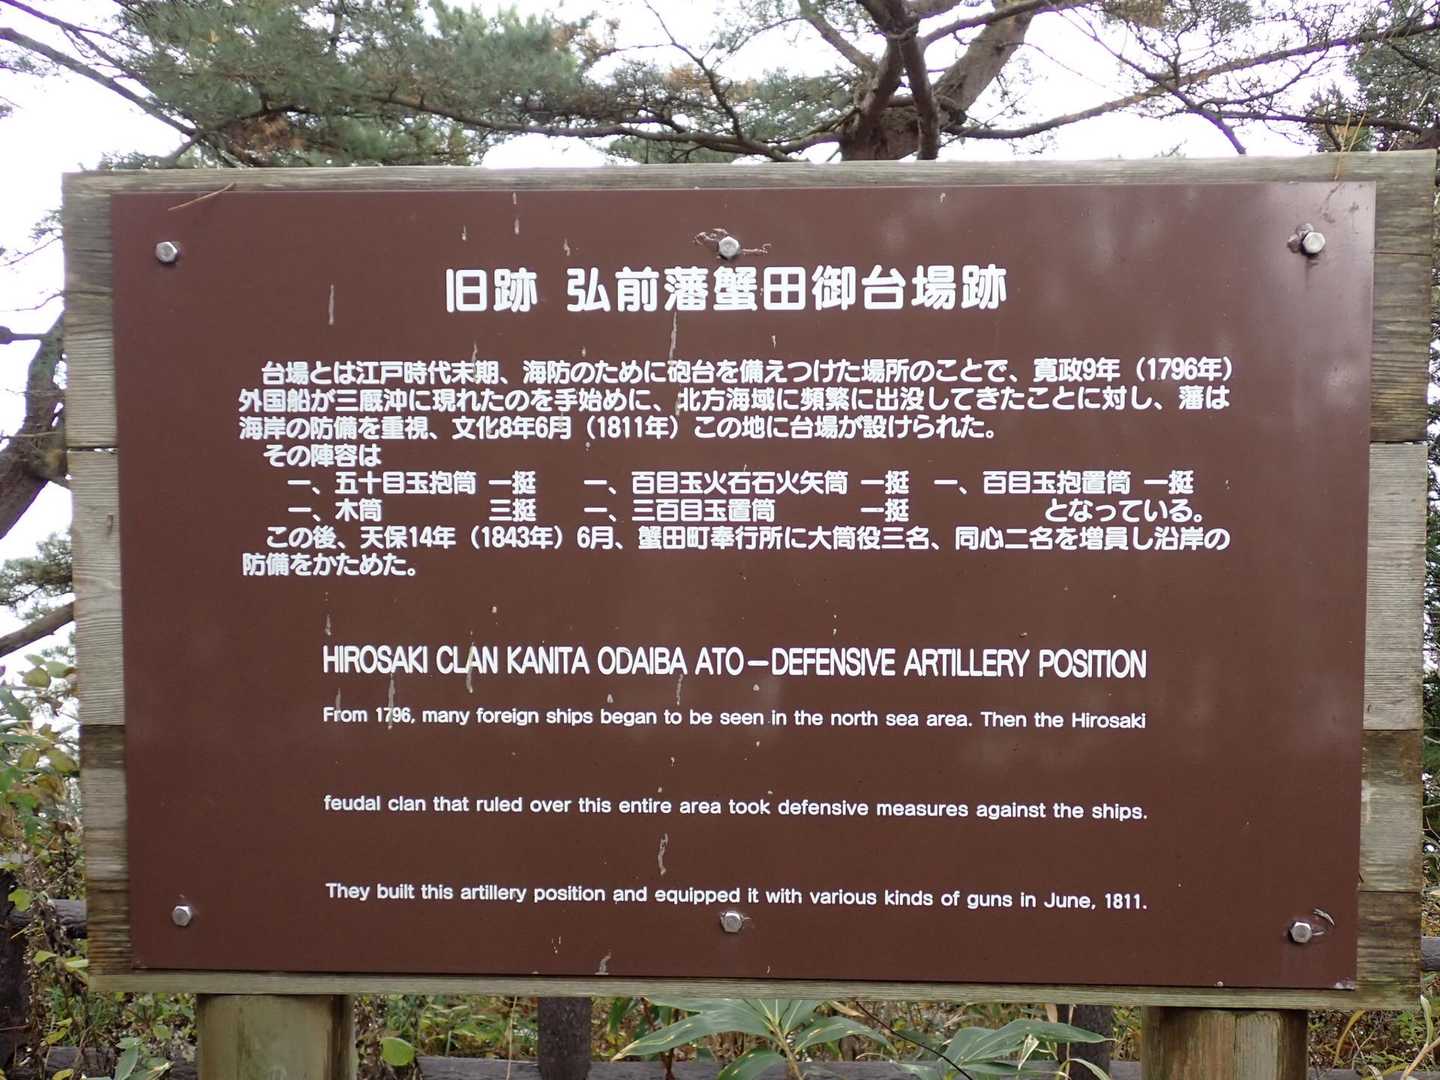 旧跡 弘前藩蟹田御台場跡
台場とは江戸時代末期、海防のために砲台を備えつけた場所のことで、寛政9年（1796年）
外国船が三厩沖に現れたのを手始めに、北方海域に頻繁に出没してきたことに対し、藩は
海岸の防備を重視、文化8年6月（1811年）この地に台場が設けられた。
その陣容は
一、五十目玉抱筒 一挺 一、百目玉火石石火矢筒 一挺 一、百目玉抱置筒 一挺
一、木筒 三挺 一、三百目玉置筒 一挺 となっている。
この後、天保14年（1843年）6月、蟹田町奉行所に大筒役三名、同心二名を増員し沿岸の
防備をかためた。
HIROSAKI CLAN KANITA ODAIBA ATO－DEFENSIVE ARTILLERY POSITION
From 1796, many foreign ships began to be seen in the north sea area. Then the Hirosaki
feudal clan that ruled over this entire area took defensive measures against the ships.
They built this artillery position and equipped it with various kinds of guns in June, 1811.